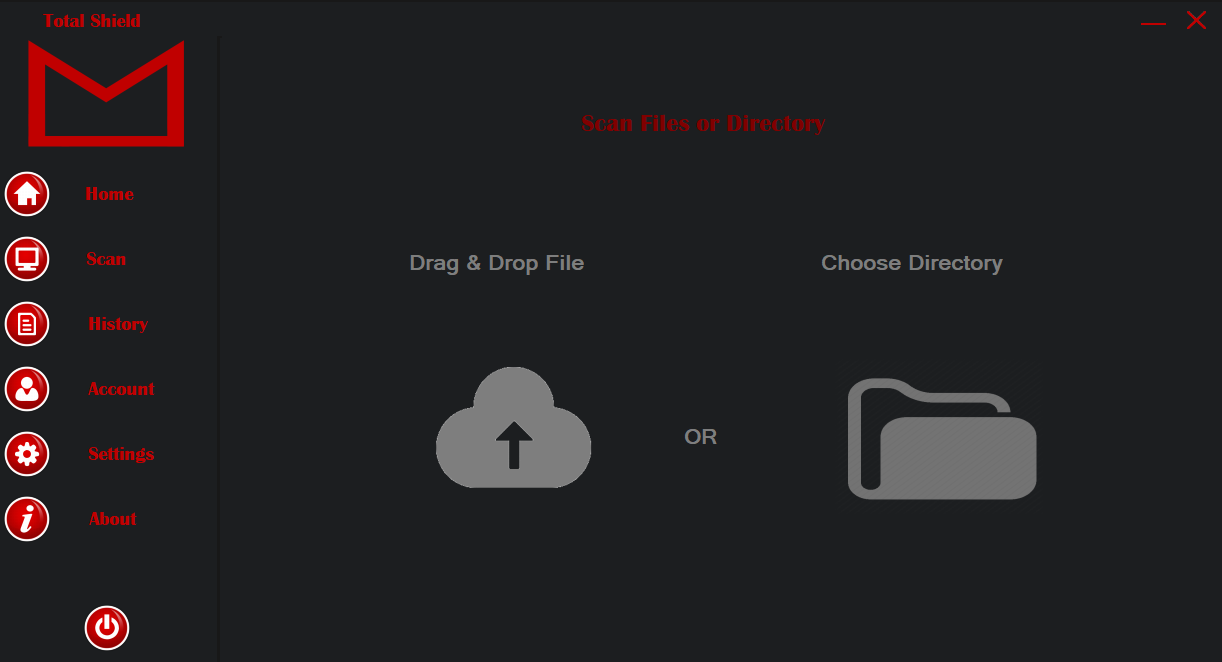 Total Shield
Scan Files or Directory
Home
Scan
History
Account
Settings
About
Drag & Drop File
OR
Choose Directory